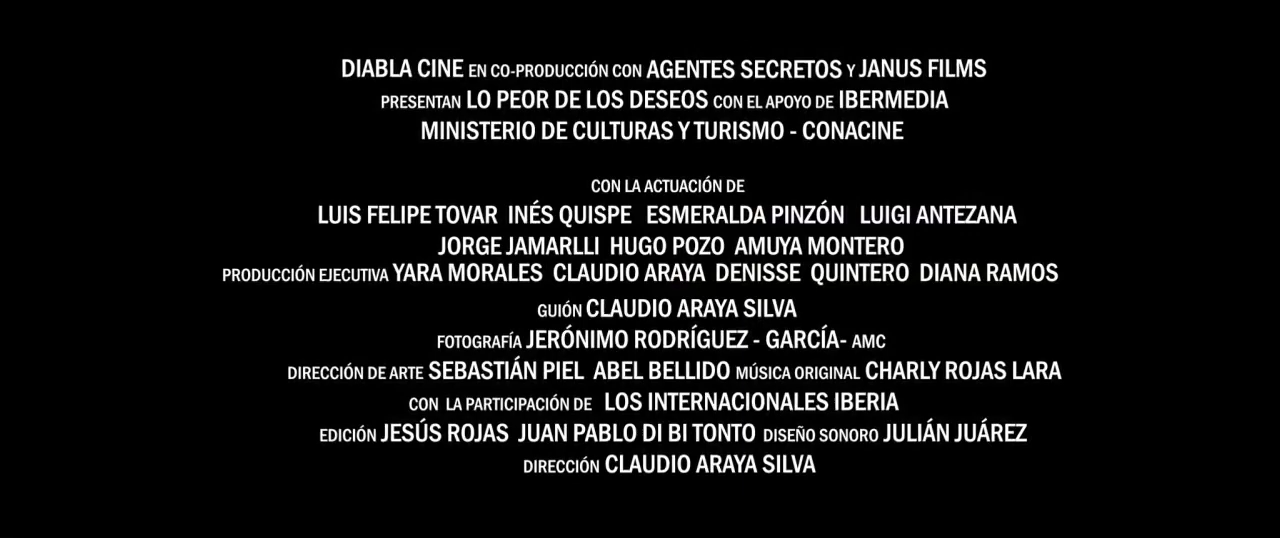 DIABLA CINE EN CO-PRODUCCIÓN CON AGENTES SECRETOS Y JANUS FILMS
PRESENTAN LO PEOR DE LOS DESEOS CON EL APOYO DE IBERMEDIA
MINISTERIO DE CULTURAS Y TURISMO - CONACINE
CON LA ACTUACIÓN DE
LUIS FELIPE TOVAR INÉS QUISPE ESMERALDA PINZÓN LUIGI ANTEZANA
JORGE JAMARLLI HUGO POZO AMUYA MONTERO
PRODUCCIÓN EJECUTIVA YARA MORALES CLAUDIO ARAYA DENISSE QUINTERO DIANA RAMOS
GUIÓN CLAUDIO ARAYA SILVA
FOTOGRAFÍA JERÓNIMO RODRÍGUEZ - GARCÍA- AMC
DIRECCIÓN DE ARTE SEBASTIÁN PIEL ABEL BELLIDO MÚSICA ORIGINAL CHARLY ROJAS LARA
CON LA PARTICIPACIÓN DE LOS INTERNACIONALES IBERIA
EDICIÓN JESÚS ROJAS JUAN PABLO DI BI TONTO DISEÑO SONORO JULIÁN JUÁREZ
DIRECCIÓN CLAUDIO ARAYA SILVA